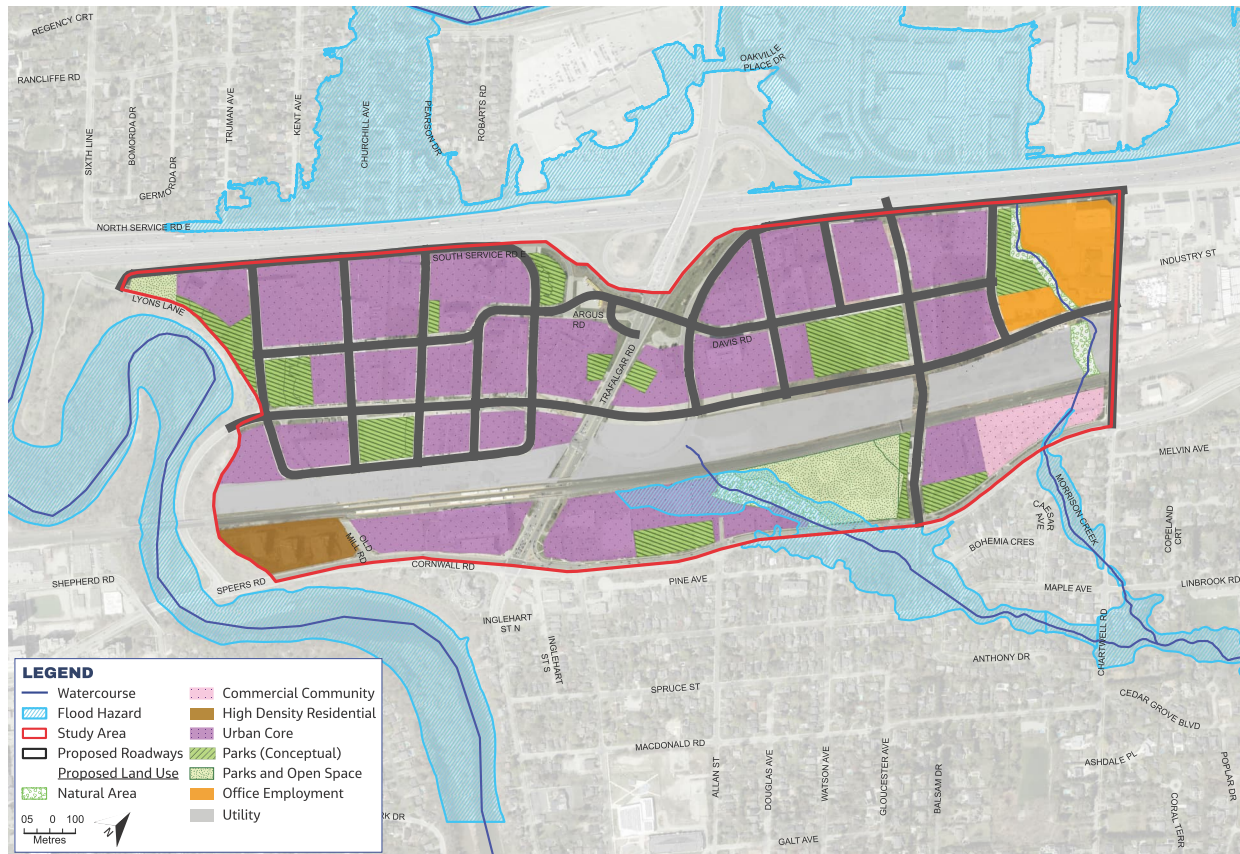 REGENCY CRT
RANCLIFFE RD
SIXTH LINE
BOMORDA DR
TRUMAN AVE
KENT AVE
CHURCHILL AVE
PEARSON DR
ROBARTS RD
OAKVILLE
PLACE DR
GERMORDA DR
NORTH SERVICE RD E
SOUTH SERVICE RD E
INDUSTRY ST
LYONS LANE
ARGUS
RD
DAVIS RD
TRAFALGAR RD
MELVIN AVE
MORRISON CREEK
CAESAR
AVE
COPELAND
CRT
BOHEMIA CRES
OLD
MILL RD
CORNWALL RD
SHEPHERD RD
SPEERS RD
PINE AVE
MAPLE AVE
LINBROOK RD
INGLEHART
ST N
INGLEHART
ST S
CHARTWELL RD
ANTHONY DR
SPRUCE ST
CEDAR GROVE BLVD
MACDONALD RD
ALLAN ST
DOUGLAS AVE
WATSON AVE
GLOUCESTER AVE
BALSAM DR
ASHDALE PL
POPLAR DR
CORAL TERR
GALT AVE
RK DR
LEGEND
Watercourse
Flood Hazard
Study Area
Proposed Roadways
Proposed Land Use
Natural Area
Commercial Community
High Density Residential
Urban Core
Parks (Conceptual)
Parks and Open Space
Office Employment
Utility
05 0 100
Metres
N